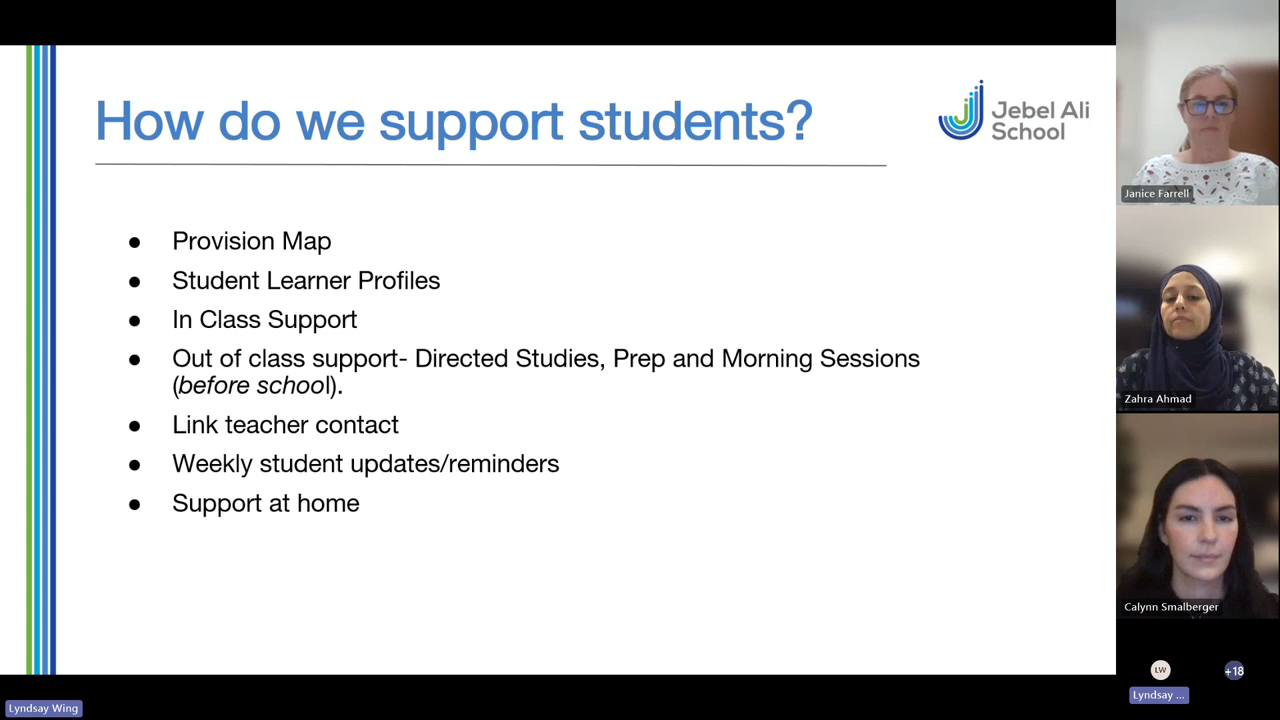 How do we support students?
Jebel Ali
School
● Provision Map
● Student Learner Profiles
● In Class Support
● Out of class support- Directed Studies, Prep and Morning Sessions
(before school).
● Link teacher contact
● Weekly student updates/reminders
● Support at home
Janice Farrell
Zahra Ahmad
Calynn Smalberger
LW
+18
Lyndsay ...
Lyndsay Wing